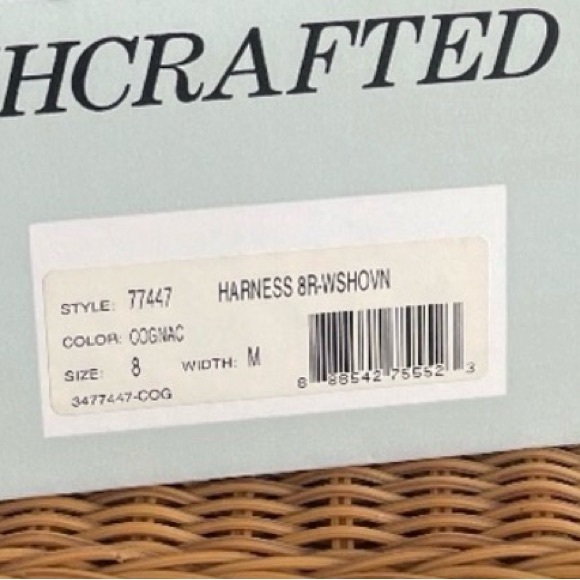 HCRAFTED
STYLE: 77447 HARNESS 8R-WSHOVN
COLOR: COGNAC
SIZE: 8 WIDTH: M
8 88542 75552 3
3477447-COG